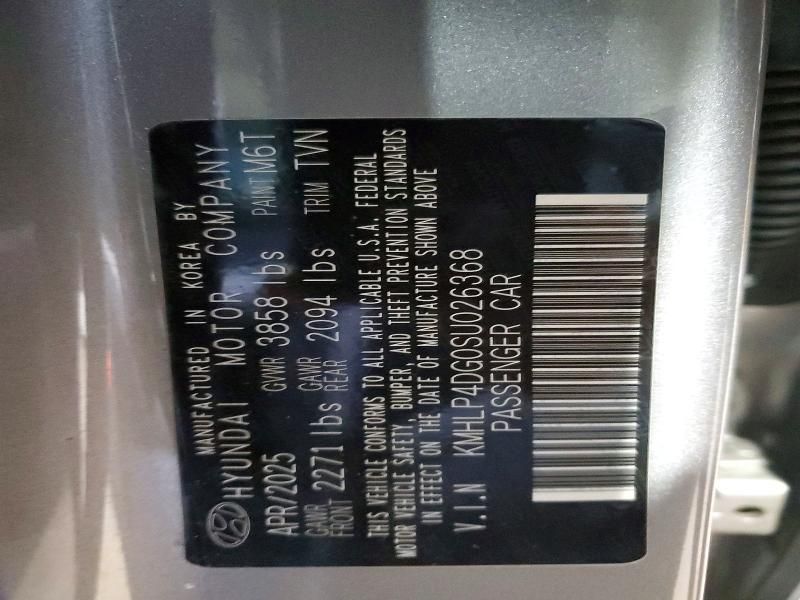 MANUFACTURED IN KOREA BY
HYUNDAI MOTOR COMPANY
APR/2025 GVWR 3858 lbs PAINT M6T
GAWR FRONT 2271 lbs GAWR REAR 2094 lbs TRIM TVN
THIS VEHICLE CONFORMS TO ALL APPLICABLE U.S.A. FEDERAL
MOTOR VEHICLE SAFETY, BUMPER, AND THEFT PREVENTION STANDARDS
IN EFFECT ON THE DATE OF MANUFACTURE SHOWN ABOVE
V.I.N KMHLP4DG0SU026368
PASSENGER CAR